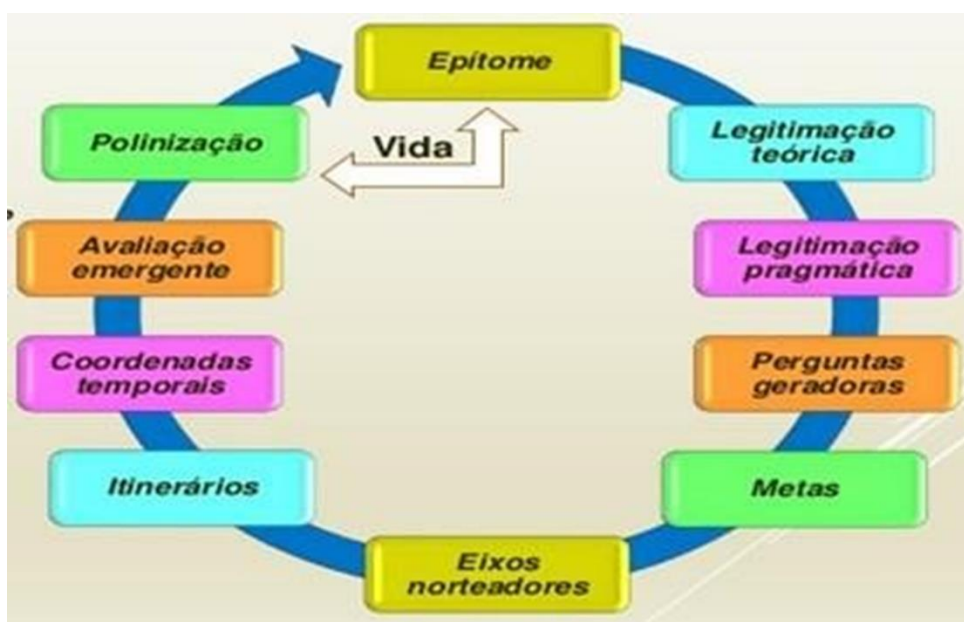 Epítome
Legitimação
teórica
Legitimação
pragmática
Perguntas
geradoras
Metas
Eixos
norteadores
Itinerários
Coordenadas
temporais
Avaliação
emergente
Polinização
Vida